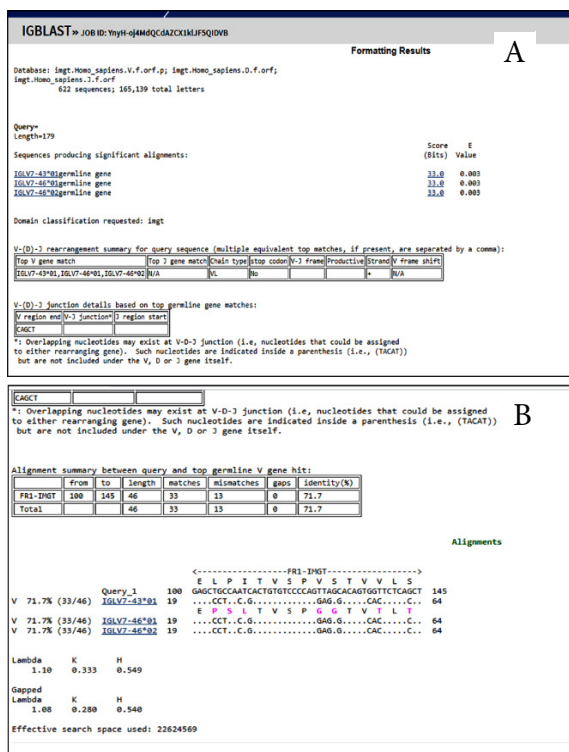 IGBLAST» JOB ID: YnyH-oj4MdQCdAZCX1klJF5QIDVB
Formatting Results
A
Database: imgt.Homo_sapiens.V.f.orf.p; imgt.Homo_sapiens.D.f.orf;
imgt.Homo_sapiens.J.f.orf
622 sequences; 165,139 total letters
Query=
Length=179
Score E
Sequences producing significant alignments: (Bits) Value
IGLV7-43*01germline gene 33.0 0.003
IGLV7-46*01germline gene 33.0 0.003
IGLV7-46*02germline gene 33.0 0.003
Domain classification requested: imgt
V-(D)-J rearrangement summary for query sequence (multiple equivalent top matches, if present, are separated by a comma):
Top V gene match Top J gene match Chain type stop codon V-J frame Productive Strand V frame shift
IGLV7-43*01,IGLV7-46*01,IGLV7-46*02 N/A VL No + N/A
V-(D)-J junction details based on top germline gene matches:
V region end V-J junction* J region start
CAGCT
*: Overlapping nucleotides may exist at V-D-J junction (i.e, nucleotides that could be assigned
to either rearranging gene). Such nucleotides are indicated inside a parenthesis (i.e., (TACAT))
but are not included under the V, D or J gene itself.
B
CAGCT
*: Overlapping nucleotides may exist at V-D-J junction (i.e, nucleotides that could be assigned
to either rearranging gene). Such nucleotides are indicated inside a parenthesis (i.e., (TACAT))
but are not included under the V, D or J gene itself.
Alignment summary between query and top germline V gene hit:
from to length matches mismatches gaps identity(%)
FR1-IMGT 100 145 46 33 13 0 71.7
Total 46 33 13 0 71.7
Alignments
<----------------FR1-IMGT------------------>
E L P I T V S P V S T V V L S
Query_1 100 GAGCTGCCAATCACTGTGTCCCCAGTTAGCACAGTGGTTCTCAGCT 145
V 71.7% (33/46) IGLV7-43*01 19 ....CCT..C.G...........GAG.G......CAC.....C.. 64
E P S L T V S P G G T V T L T
V 71.7% (33/46) IGLV7-46*01 19 ....CCT..C.G...........GAG.G......CAC.....C.. 64
V 71.7% (33/46) IGLV7-46*02 19 ....CCT..C.G...........GAG.G......CAC.....C.. 64
Lambda K H
1.10 0.333 0.549
Gapped
Lambda K H
1.08 0.280 0.540
Effective search space used: 22624569